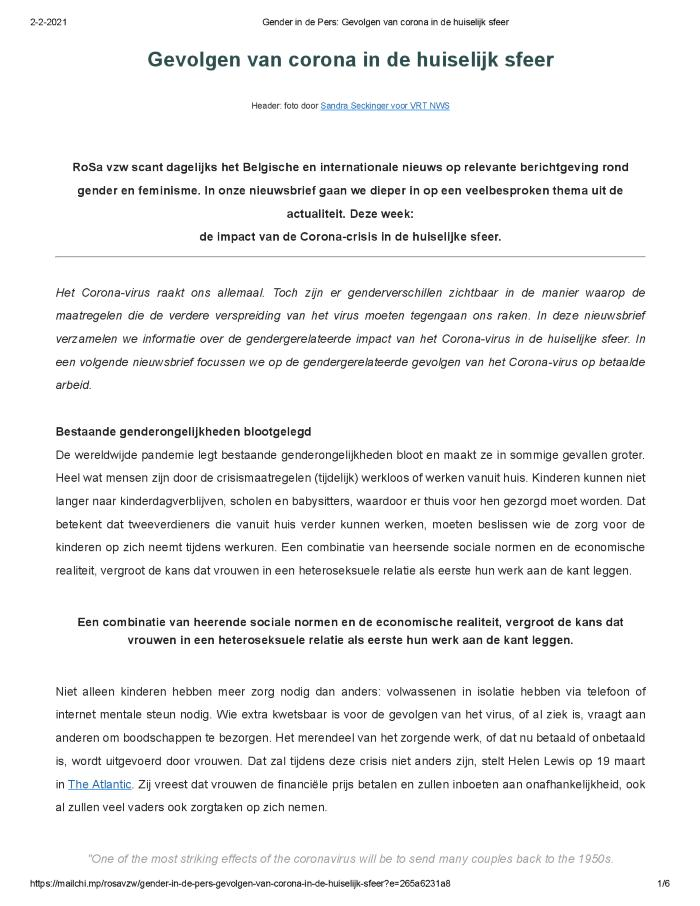 2-2-2021
Gender in de Pers: Gevolgen van corona in de huiselijk sfeer
Gevolgen van corona in de huiselijk sfeer
Header: foto door Sandra Seckinger voor VRT NWS
RoSa vzw scant dagelijks het Belgische en internationale nieuws op relevante berichtgeving rond
gender en feminisme. In onze nieuwsbrief gaan we dieper in op een veelbesproken thema uit de
actualiteit. Deze week:
de impact van de Corona-crisis in de huiselijke sfeer.
Het Corona-virus raakt ons allemaal. Toch zijn er genderverschillen zichtbaar in de manier waarop de
maatregelen die de verdere verspreiding van het virus moeten tegengaan ons raken. In deze nieuwsbrief
verzamelen we informatie over de gendergerelateerde impact van het Corona-virus in de huiselijke sfeer. In
een volgende nieuwsbrief focussen we op de gendergerelateerde gevolgen van het Corona-virus op betaalde
arbeid.
Bestaande genderongelijkheden blootgelegd
De wereldwijde pandemie legt bestaande genderongelijkheden bloot en maakt ze in sommige gevallen groter.
Heel wat mensen zijn door de crisismaatregelen (tijdelijk) werkloos of werken vanuit huis. Kinderen kunnen niet
langer naar kinderdagverblijven, scholen en babysitters, waardoor er thuis voor hen gezorgd moet worden. Dat
betekent dat tweeverdieners die vanuit huis verder kunnen werken, moeten beslissen wie de zorg voor de
kinderen op zich neemt tijdens werkuren. Een combinatie van heersende sociale normen en de economische
realiteit, vergroot de kans dat vrouwen in een heteroseksuele relatie als eerste hun werk aan de kant leggen.
Een combinatie van heerende sociale normen en de economische realiteit, vergroot de kans dat
vrouwen in een heteroseksuele relatie als eerste hun werk aan de kant leggen.
Niet alleen kinderen hebben meer zorg nodig dan anders: volwassenen in isolatie hebben via telefoon of
internet mentale steun nodig. Wie extra kwetsbaar is voor de gevolgen van het virus, of al ziek is, vraagt aan
anderen om boodschappen te bezorgen. Het merendeel van het zorgende werk, of dat nu betaald of onbetaald
is, wordt uitgevoerd door vrouwen. Dat zal tijdens deze crisis niet anders zijn, stelt Helen Lewis op 19 maart
in The Atlantic. Zij vreest dat vrouwen de financiële prijs betalen en zullen inboeten aan onafhankelijkheid, ook
al zullen veel vaders ook zorgtaken op zich nemen.
"One of the most striking effects of the coronavirus will be to send many couples back to the 1950s.
https://mailchi.mp/rosavzw/gender-in-de-pers-gevolgen-van-corona-in-de-huiselijk-sfeer?e=265a6231a8
1/6